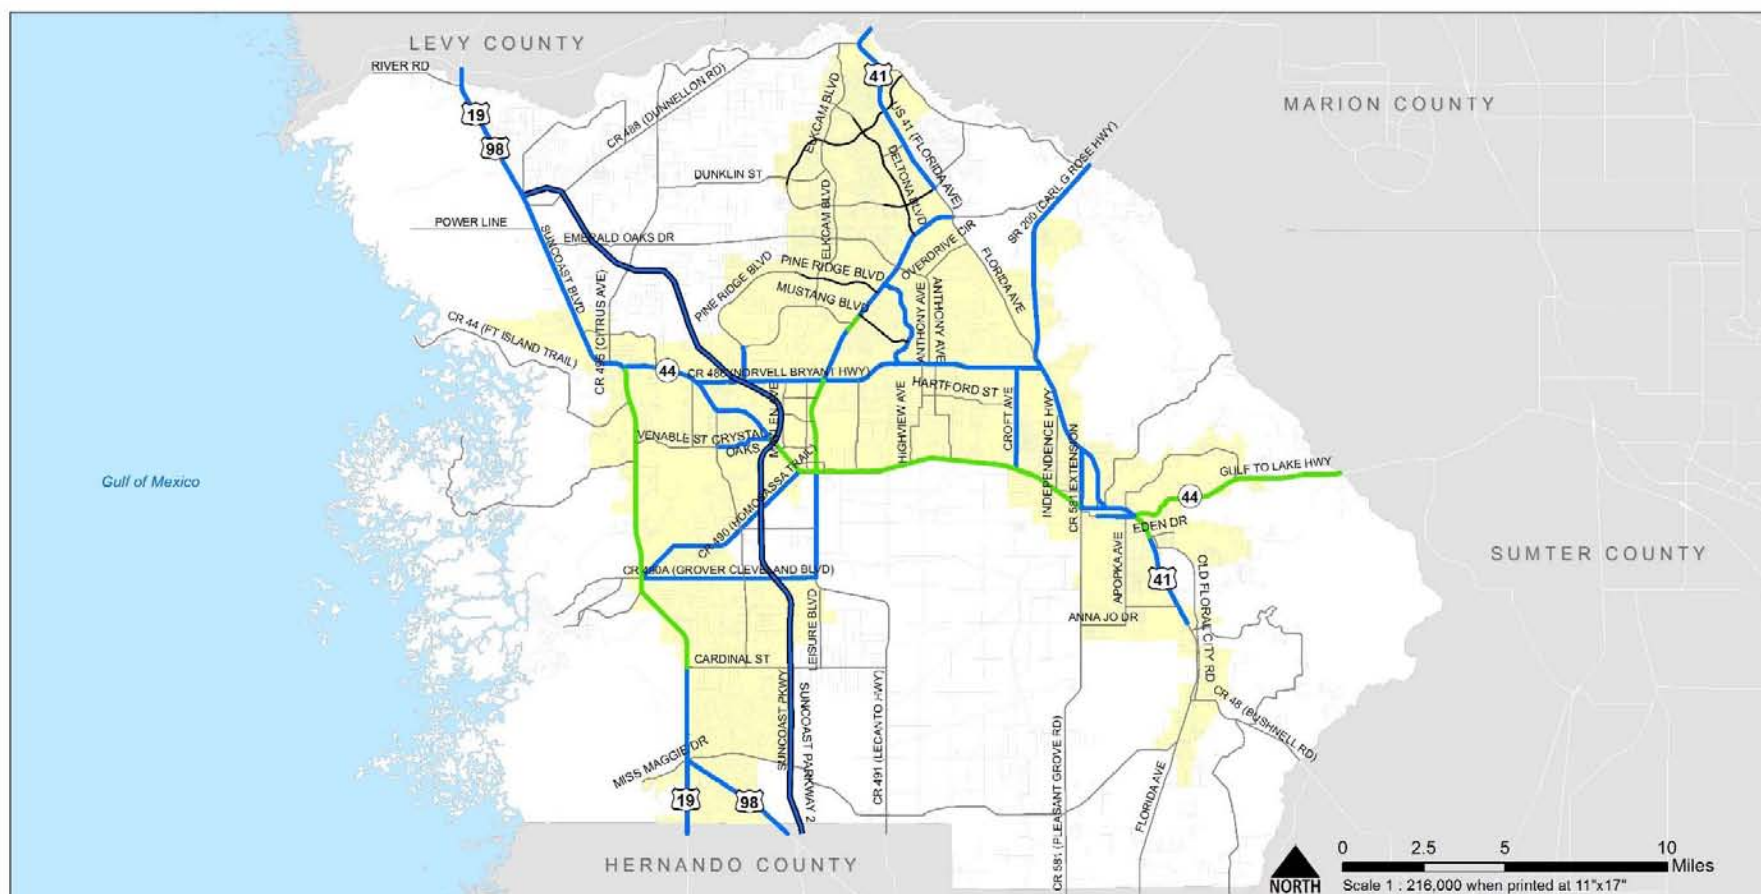 LEVY COUNTY
RIVER RD
19
98
CR 488 (DUNNELLON RD)
ELKCAM BLVD
41
US 41 (FLORIDA AVE)
DELTONA BLVD
MARION COUNTY
SR 200 (CARL G ROSE HWY)
DUNKLIN ST
POWER LINE
SUNCOAST BLVD
EMERALD OAKS DR
ELKCAM BLVD
OVERDRIVE CIR
FLORIDA AVE
PINE RIDGE BLVD
PINE RIDGE BLVD
MUSTANG BLVD
ANTHONY AVE
ANTHONY AVE
CR 44 (FT ISLAND TRAIL)
CR 495 (CITRUS AVE)
44
CR 486 (NORVELL BRYANT HWY)
HARTFORD ST
CROFT AVE
HIGHVIEW AVE
INDEPENDENCE HWY
CR 581 EXTENSION
VENABLE ST
CRYSTAL
OAKS
CR 490 (HOMOSASSA TRAIL)
Gulf of Mexico
GULF TO LAKE HWY
44
EDEN DR
APOPKA AVE
41
OLD FLORAL CITY RD
ANNA JO DR
SUMTER COUNTY
CR 490A (GROVER CLEVELAND BLVD)
LEISURE BLVD
CARDINAL ST
SUNCOAST PKWY
SUNCOAST PARKWAY 2
CR 491 (LECANTO HWY)
CR 581 (PLEASANT GROVE RD)
CR 48 (BUSHNELL RD)
FLORIDA AVE
MISS MAGGIE DR
19
98
HERNANDO COUNTY
NORTH
0 2.5 5 10
Miles
Scale 1 : 216,000 when printed at 11"x17"